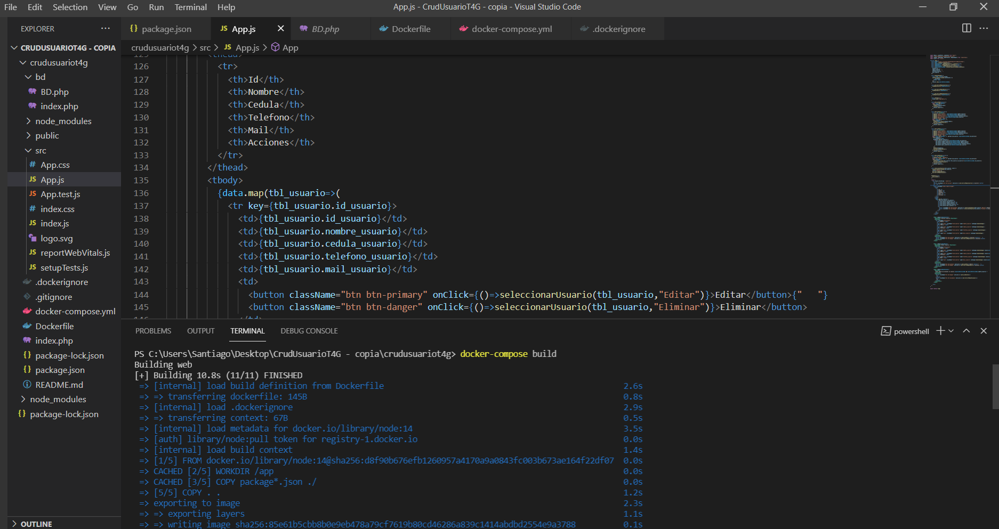 File Edit Selection View Go Run Terminal Help
App.js - CrudUsuarioT4G - copia - Visual Studio Code
EXPLORER
package.json
JS App.js
BD.php
Dockerfile
docker-compose.yml
.dockerignore
CRUDUSUARIOT4G - COPIA
crudusuariot4g
bd
BD.php
index.php
node_modules
public
src
App.css
JS App.js
JS App.test.js
index.css
JS index.js
logo.svg
JS reportWebVitals.js
JS setupTests.js
.dockerignore
.gitignore
docker-compose.yml
Dockerfile
index.php
package-lock.json
package.json
README.md
node_modules
package-lock.json
OUTLINE
crudusuariot4g > src > JS App.js > App
125 <thead>
126 <tr>
127 <th>Id</th>
128 <th>Nombre</th>
129 <th>Cedula</th>
130 <th>Telefono</th>
131 <th>Mail</th>
132 <th>Acciones</th>
133 </tr>
134 </thead>
135 <tbody>
136 {data.map(tbl_usuario=>(
137 <tr key={tbl_usuario.id_usuario}>
138 <td>{tbl_usuario.id_usuario}</td>
139 <td>{tbl_usuario.nombre_usuario}</td>
140 <td>{tbl_usuario.cedula_usuario}</td>
141 <td>{tbl_usuario.telefono_usuario}</td>
142 <td>{tbl_usuario.mail_usuario}</td>
143 <td>
144 <button className="btn btn-primary" onClick={()=>seleccionarUsuario(tbl_usuario,"Editar")}>Editar</button>{"   "}
145 <button className="btn btn-danger" onClick={()=>seleccionarUsuario(tbl_usuario,"Eliminar")}>Eliminar</button>
146 </td>
PROBLEMS OUTPUT TERMINAL DEBUG CONSOLE
powershell
PS C:\Users\Santiago\Desktop\CrudUsuarioT4G - copia\crudusuariot4g> docker-compose build
Building web
[+] Building 10.8s (11/11) FINISHED
=> [internal] load build definition from Dockerfile 2.6s
=> => transferring dockerfile: 145B 0.8s
=> [internal] load .dockerignore 2.9s
=> => transferring context: 67B 0.5s
=> [internal] load metadata for docker.io/library/node:14 3.5s
=> [auth] library/node:pull token for registry-1.docker.io 0.0s
=> [internal] load build context 1.4s
=> [1/5] FROM docker.io/library/node:14@sha256:d8f90b676efb1260957a4170a9a0843fc003b673ae164f22df07 0.0s
=> CACHED [2/5] WORKDIR /app 0.0s
=> CACHED [3/5] COPY package*.json ./ 0.0s
=> [5/5] COPY . . 1.2s
=> exporting to image 2.3s
=> => exporting layers 1.1s
=> => writing image sha256:85e61b5cbb8b0e9eb478a79cf7619b80cd46286a839c1414abdbd2554e9a3788 0.1s